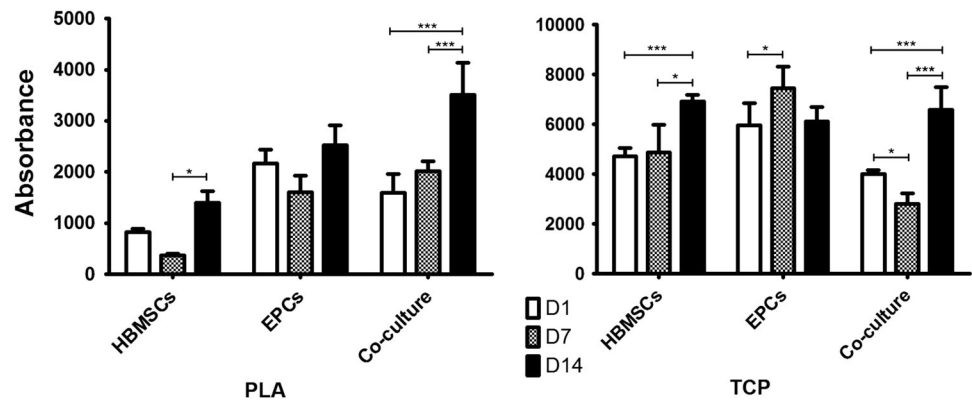 Absorbance
5000
4000
3000
2000
1000
0
***
***
*
HBMSCs
EPCs
Co-culture
PLA
10000
8000
6000
4000
2000
0
***
*
*
***
***
*
HBMSCs
EPCs
Co-culture
TCP
D1
D7
D14